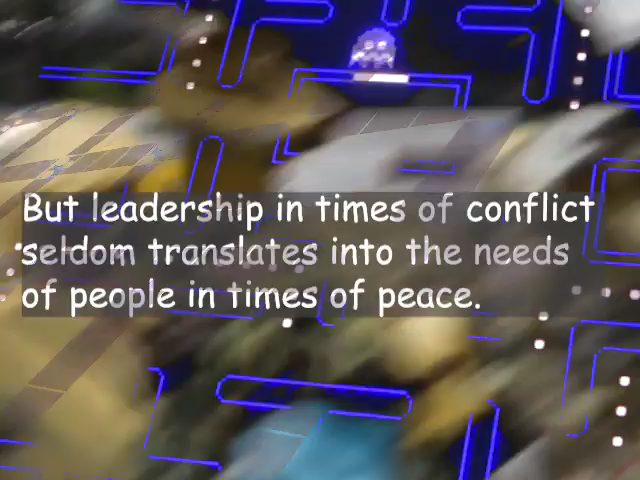 But leadership in times of conflict
seldom translates into the needs
of people in times of peace.